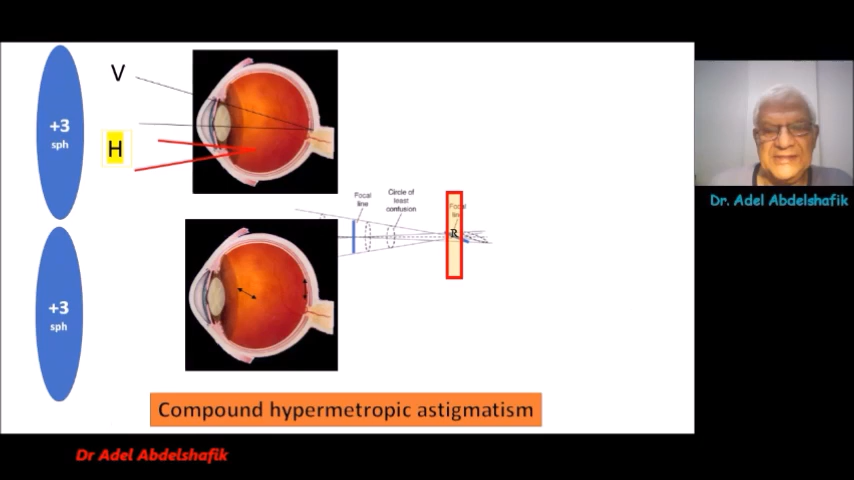 +3
sph
V
H
Focal
line
Circle of
least
confusion
Focal
line
R
+3
sph
Compound hypermetropic astigmatism
Dr. Adel Abdelshafik
Dr Adel Abdelshafik